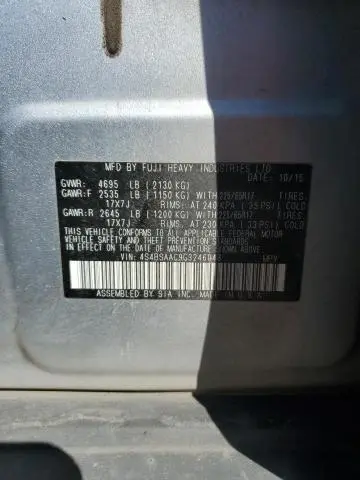 MFD BY FUJI HEAVY INDUSTRIES LTD.
DATE: 10/15
GVWR: 4695 LB (2130 KG)
GAWR:F 2535 LB (1150 KG) WITH 225/65R17 TIRES,
17X7J RIMS, AT 240 KPA (35 PSI) COLD
GAWR:R 2645 LB (1200 KG) WITH 225/65R17 TIRES,
17X7J RIMS, AT 230 KPA (33 PSI) COLD
THIS VEHICLE CONFORMS TO ALL APPLICABLE
U.S. FEDERAL MOTOR VEHICLE SAFETY STANDARDS
IN EFFECT ON THE DATE OF MANUFACTURE SHOWN ABOVE.
VIN: MPV
ASSEMBLED BY SIA INC. MADE IN U.S.A.